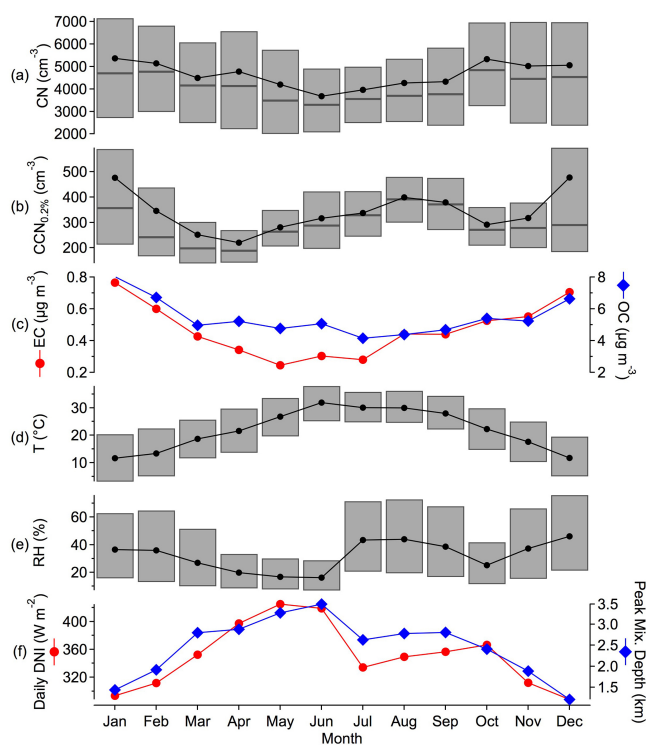 7000
6000
5000
4000
3000
2000
(a)
CN (cm⁻³)
500
400
300
200
(b)
CCN₀.₂% (cm⁻³)
0.8
0.6
0.4
0.2
(c)
EC (µg m⁻³)
8
6
4
2
OC (µg m⁻³)
30
20
10
(d)
T (°C)
60
40
20
(e)
RH (%)
400
360
320
(f)
Daily DNI (W m⁻²)
3.5
3.0
2.5
2.0
1.5
Peak Mix. Depth (km)
Jan Feb Mar Apr May Jun Jul Aug Sep Oct Nov Dec
Month